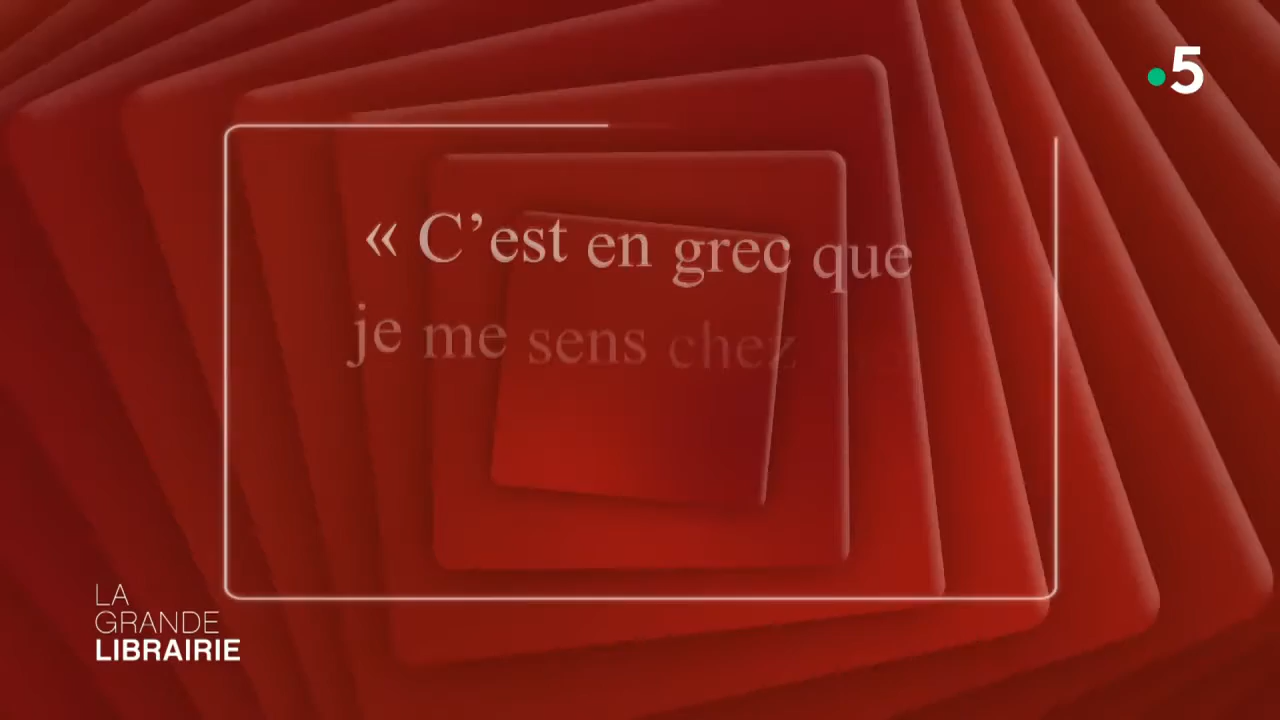 5
« C’est en grec que
je me sens chez
LA
GRANDE
LIBRAIRIE